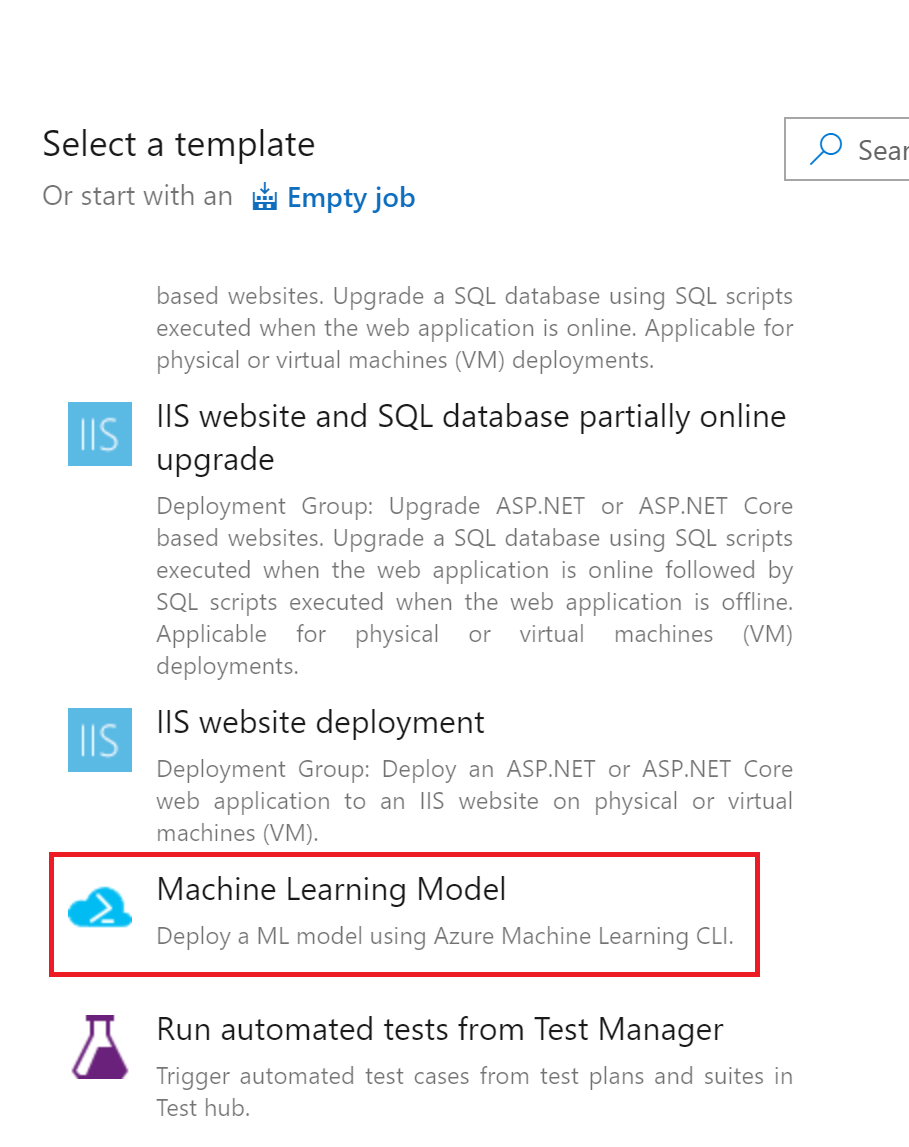 Select a template
Or start with an Empty job
based websites. Upgrade a SQL database using SQL scripts
executed when the web application is online. Applicable for
physical or virtual machines (VM) deployments.
IIS
IIS website and SQL database partially online
upgrade
Deployment Group: Upgrade ASP.NET or ASP.NET Core
based websites. Upgrade a SQL database using SQL scripts
executed when the web application is online followed by
SQL scripts executed when the web application is offline.
Applicable for physical or virtual machines (VM)
deployments.
IIS
IIS website deployment
Deployment Group: Deploy an ASP.NET or ASP.NET Core
web application to an IIS website on physical or virtual
machines (VM).
Machine Learning Model
Deploy a ML model using Azure Machine Learning CLI.
Run automated tests from Test Manager
Trigger automated test cases from test plans and suites in
Test hub.